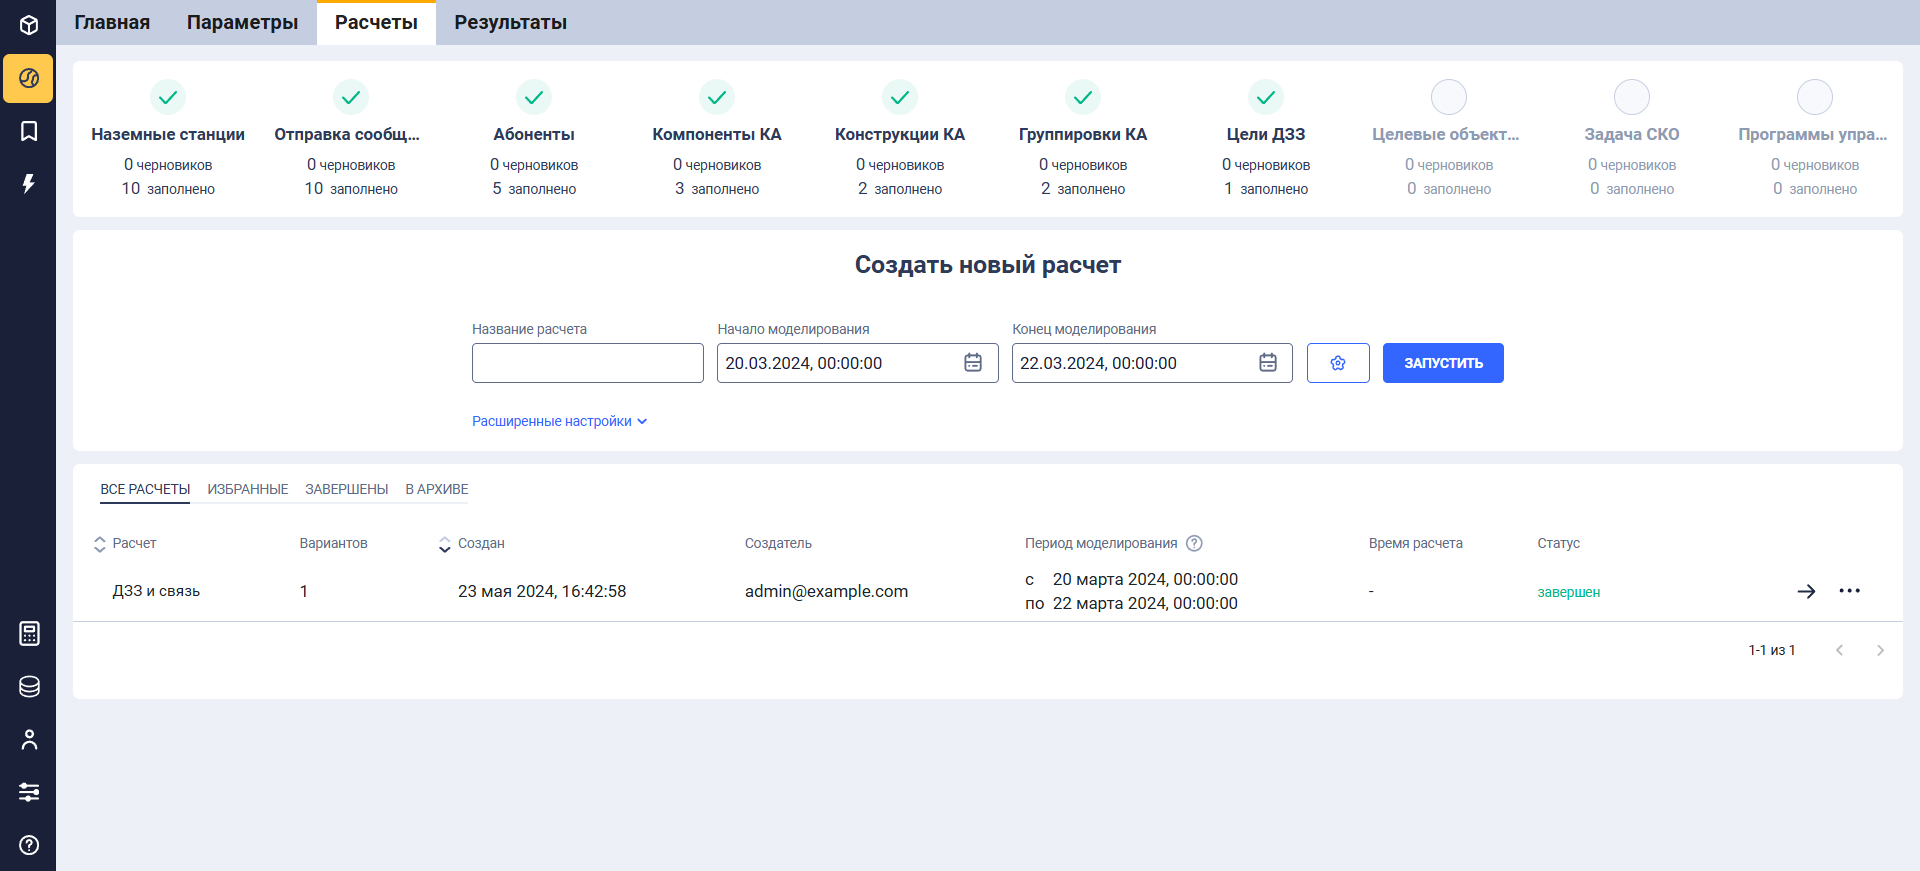 Главная Параметры Расчеты Результаты
Наземные станции Отправка сообщ... Абоненты Компоненты КА Конструкции КА Группировки КА Цели ДЗЗ Целевые объект... Задача СКО Программы упра...
0 черновиков 0 черновиков 0 черновиков 0 черновиков 0 черновиков 0 черновиков 0 черновиков 0 черновиков 0 черновиков 0 черновиков
10 заполнено 10 заполнено 5 заполнено 3 заполнено 2 заполнено 2 заполнено 1 заполнено 0 заполнено 0 заполнено 0 заполнено
Создать новый расчет
Название расчета Начало моделирования Конец моделирования
20.03.2024, 00:00:00 22.03.2024, 00:00:00 ЗАПУСТИТЬ
Расширенные настройки
ВСЕ РАСЧЕТЫ ИЗБРАННЫЕ ЗАВЕРШЕНЫ В АРХИВЕ
Расчет Вариантов Создан Создатель Период моделирования Время расчета Статус
ДЗЗ и связь 1 23 мая 2024, 16:42:58 admin@example.com с 20 марта 2024, 00:00:00 - завершен
по 22 марта 2024, 00:00:00
1-1 из 1